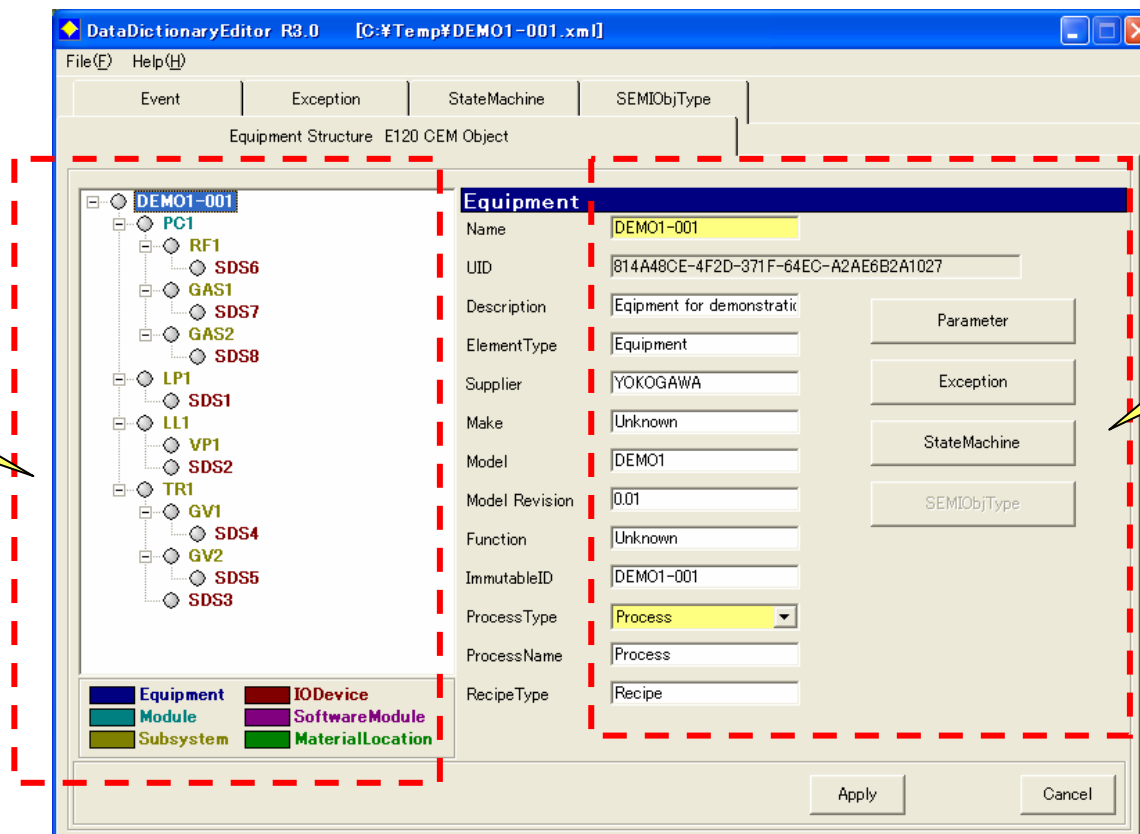 DataDictionaryEditor R3.0 [C:¥Temp¥DEMO1-001.xml]
File(F) Help(H)
Event Exception StateMachine SEMIObjType
Equipment Structure E120 CEM Object
DEMO1-001
PC1
RF1
SDS6
GAS1
SDS7
GAS2
SDS8
LP1
SDS1
LL1
VP1
SDS2
TR1
GV1
SDS4
GV2
SDS5
SDS3
Equipment IODevice
Module SoftwareModule
Subsystem MaterialLocation
Equipment
Name DEMO1-001
UID 814A48CE-4F2D-371F-64EC-A2AE6B2A1027
Description Eqipment for demonstratic
ElementType Equipment
Supplier YOKOGAWA
Make Unknown
Model DEMO1
Model Revision 0.01
Function Unknown
ImmutableID DEMO1-001
ProcessType Process
ProcessName Process
RecipeType Recipe
Parameter
Exception
StateMachine
SEMIObjType
Apply Cancel